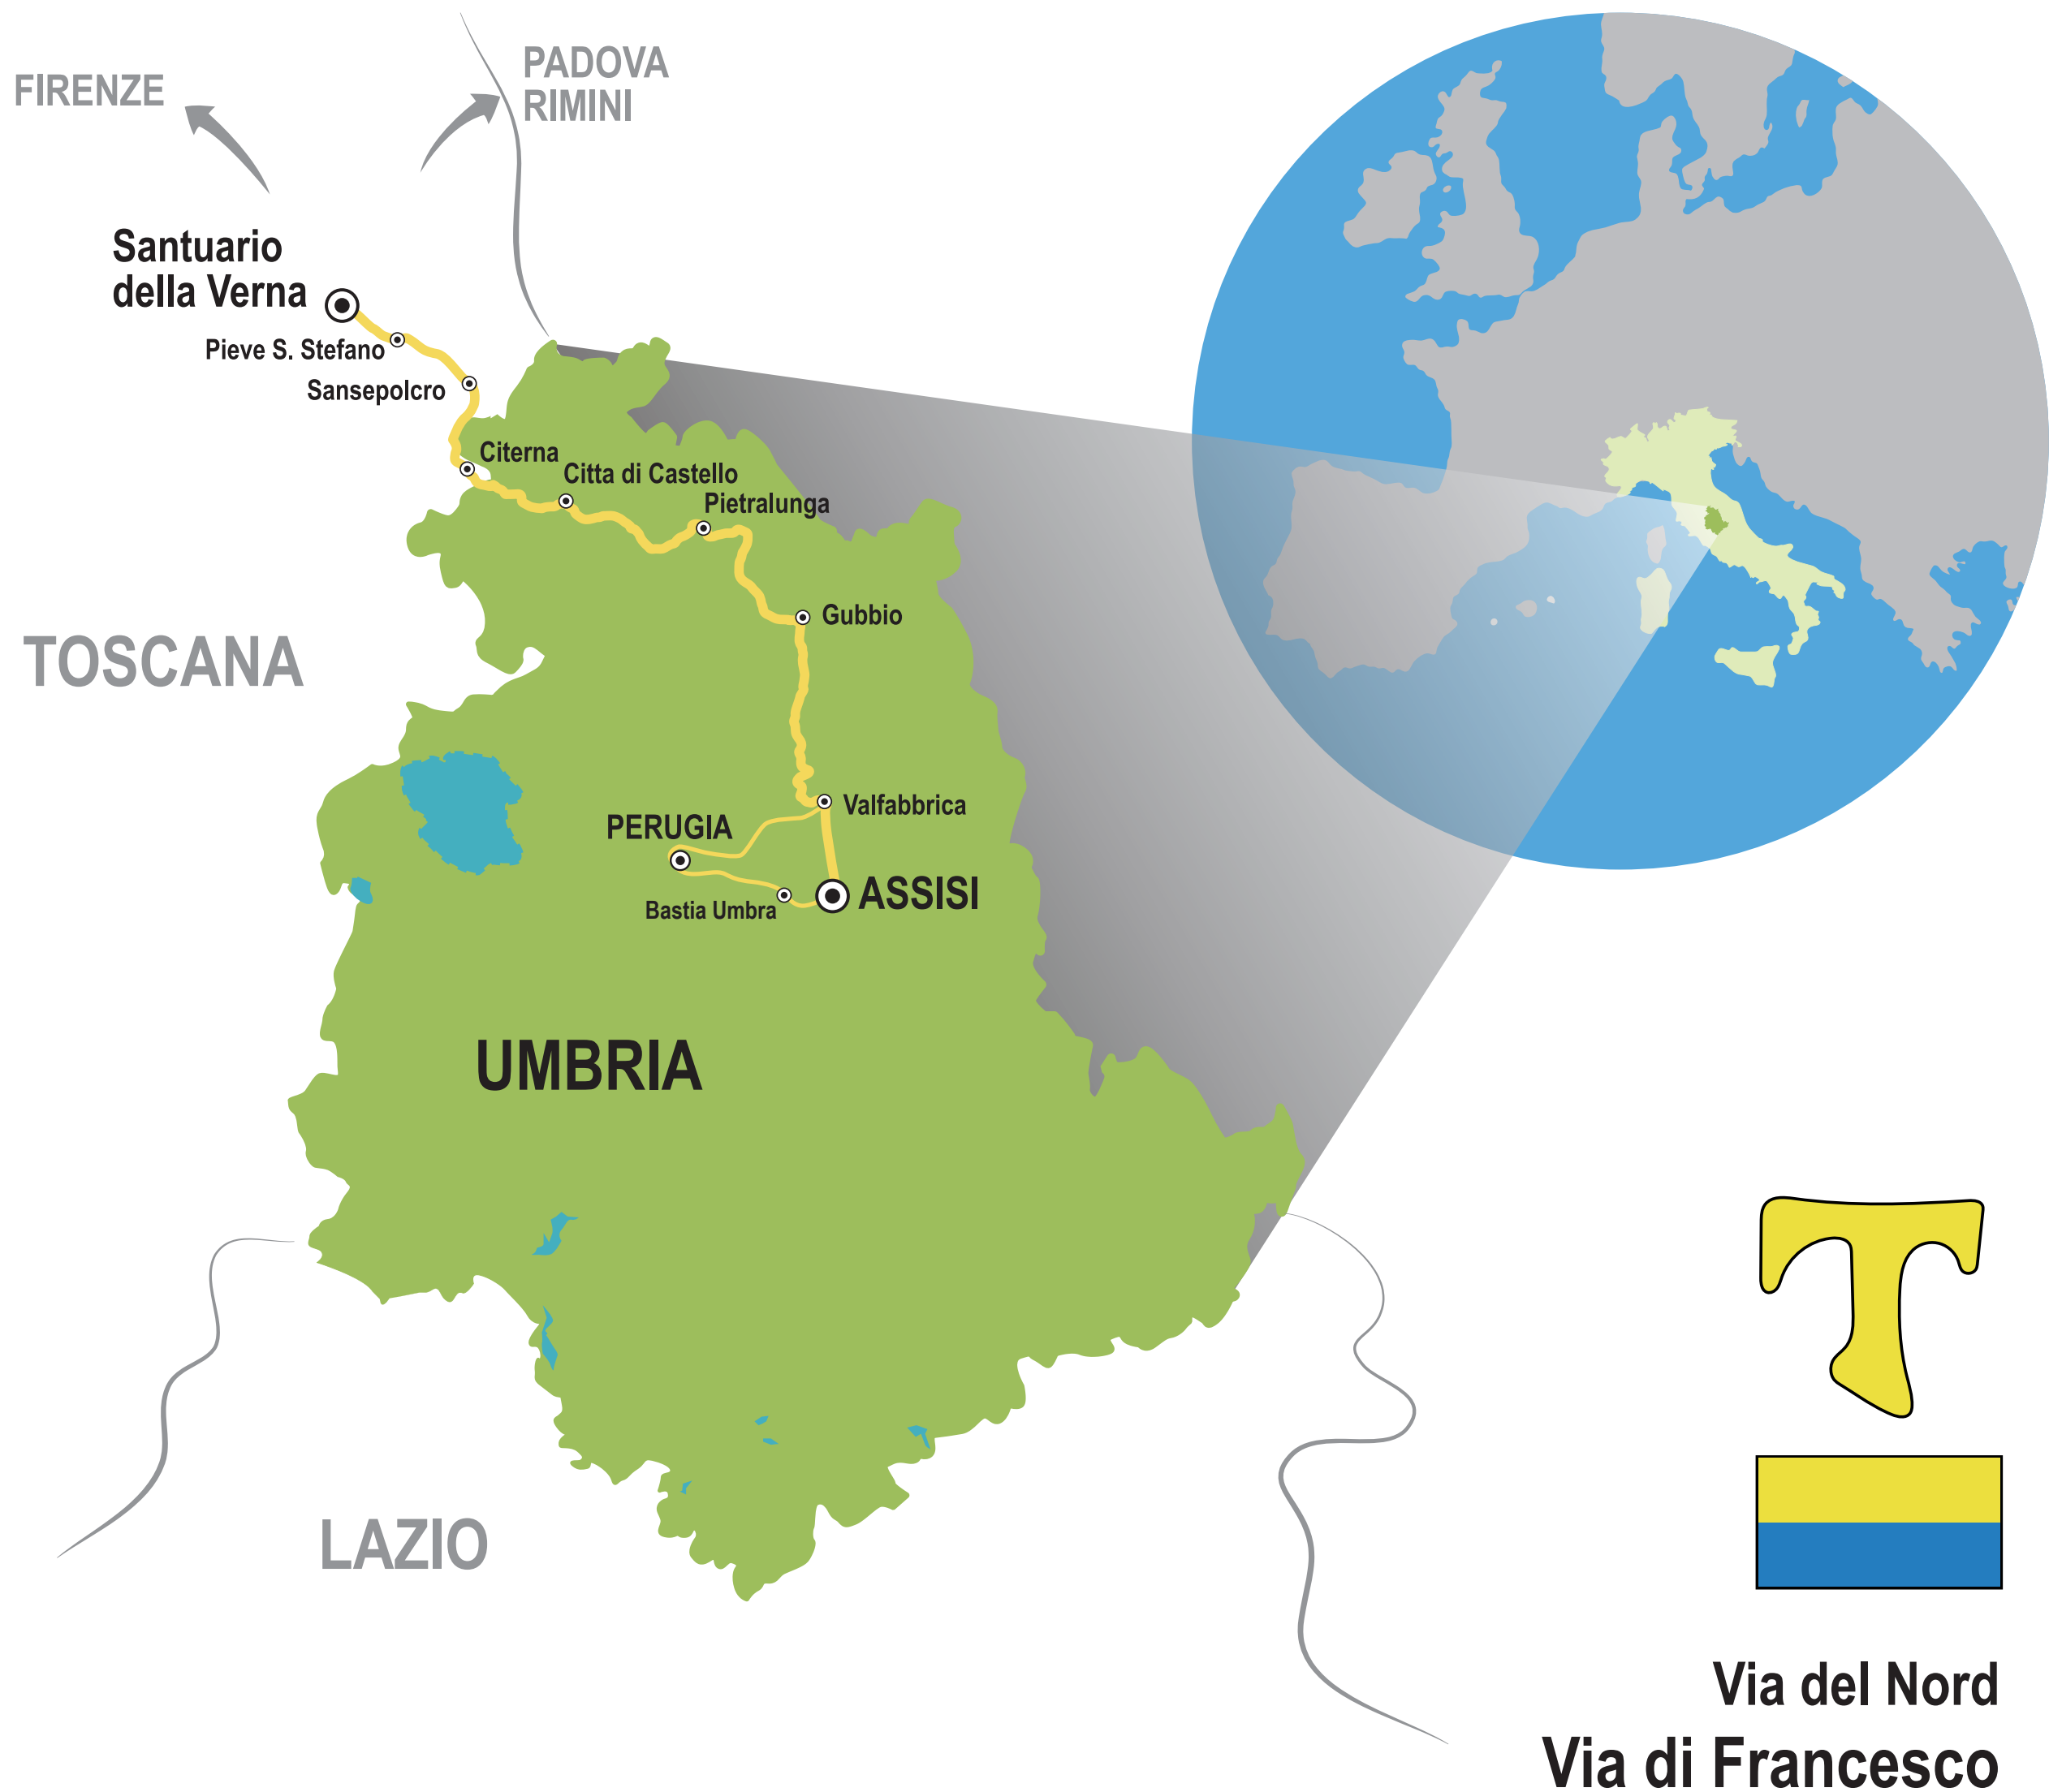 FIRENZE
PADOVA
RIMINI
Santuario
della Verna
Pieve S. Stefano
Sansepolcro
Citerna
Citta di Castello
Pietralunga
Gubbio
TOSCANA
Valfabbrica
PERUGIA
ASSISI
Bastia Umbra
UMBRIA
LAZIO
Via del Nord
Via di Francesco